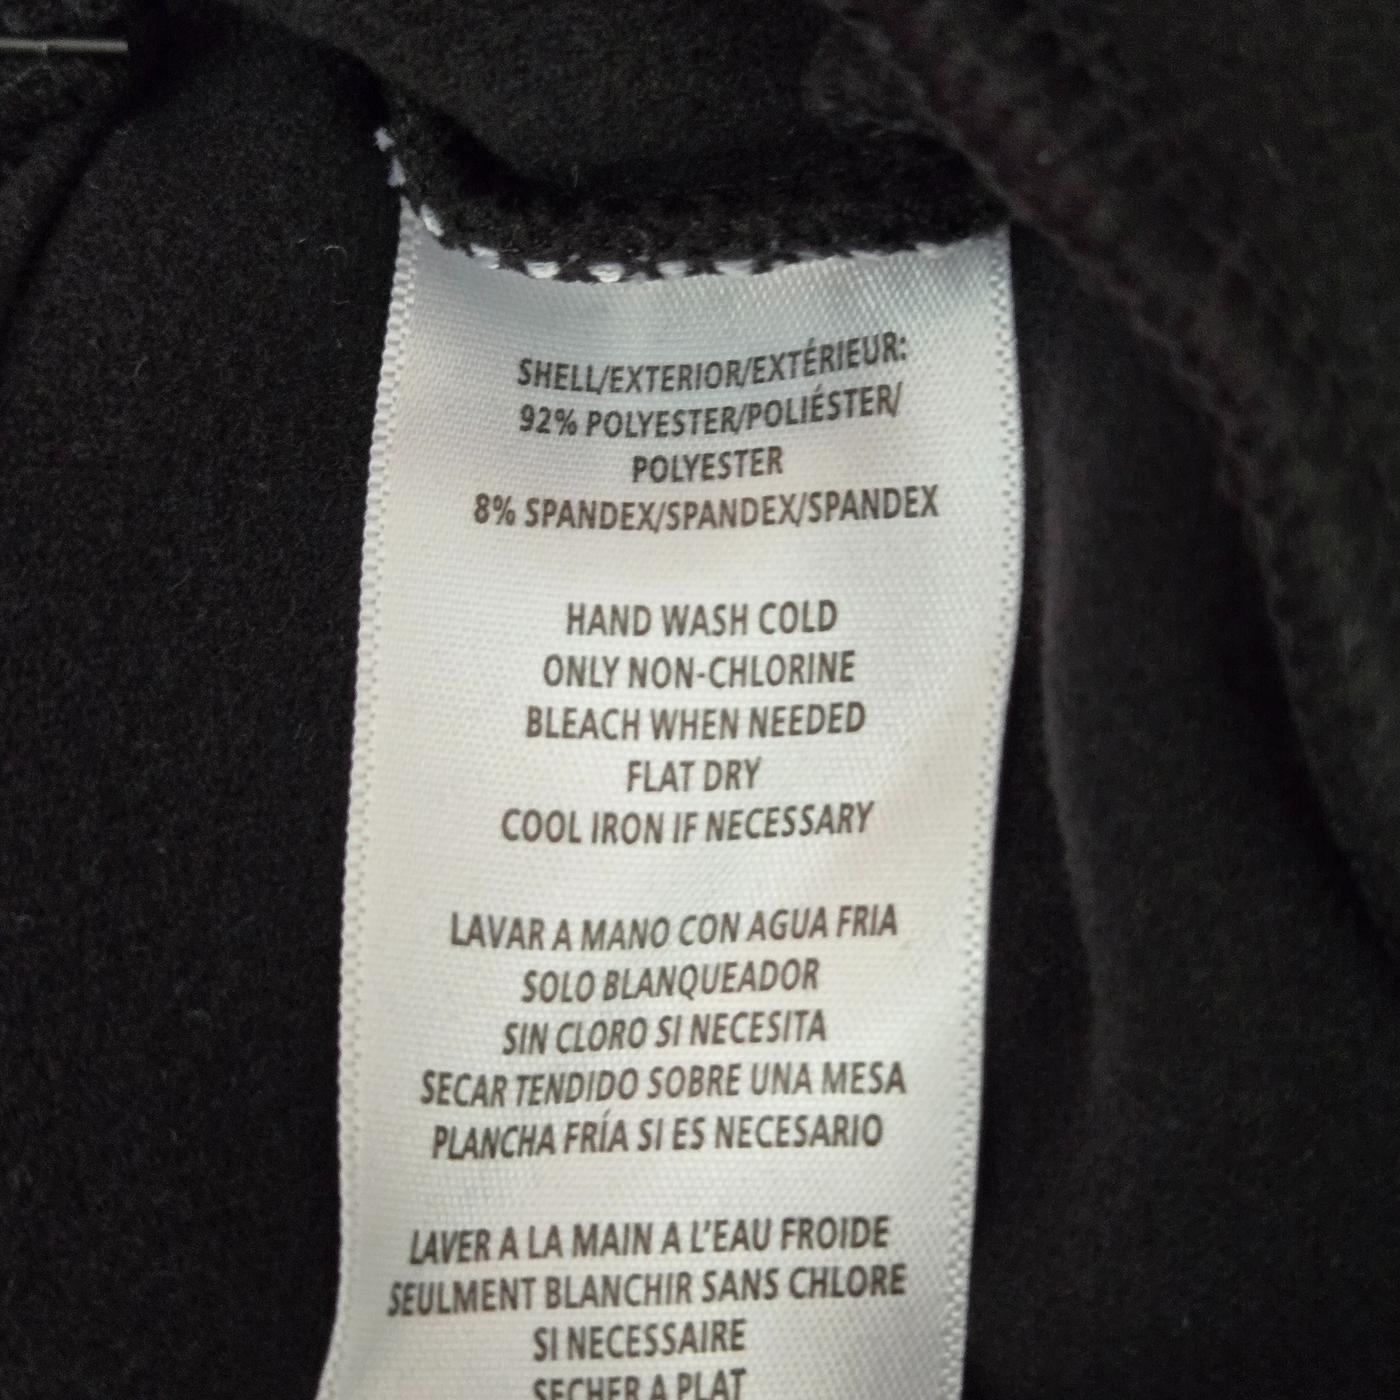 SHELL/EXTERIOR/EXTÉRIEUR:
92% POLYESTER/POLIÉSTER/
POLYESTER
8% SPANDEX/SPANDEX/SPANDEX
HAND WASH COLD
ONLY NON-CHLORINE
BLEACH WHEN NEEDED
FLAT DRY
COOL IRON IF NECESSARY
LAVAR A MANO CON AGUA FRIA
SOLO BLANQUEADOR
SIN CLORO SI NECESITA
SECAR TENDIDO SOBRE UNA MESA
PLANCHA FRÍA SI ES NECESARIO
LAVER A LA MAIN A L'EAU FROIDE
SEULMENT BLANCHIR SANS CHLORE
SI NECESSAIRE
SECHER A PLAT